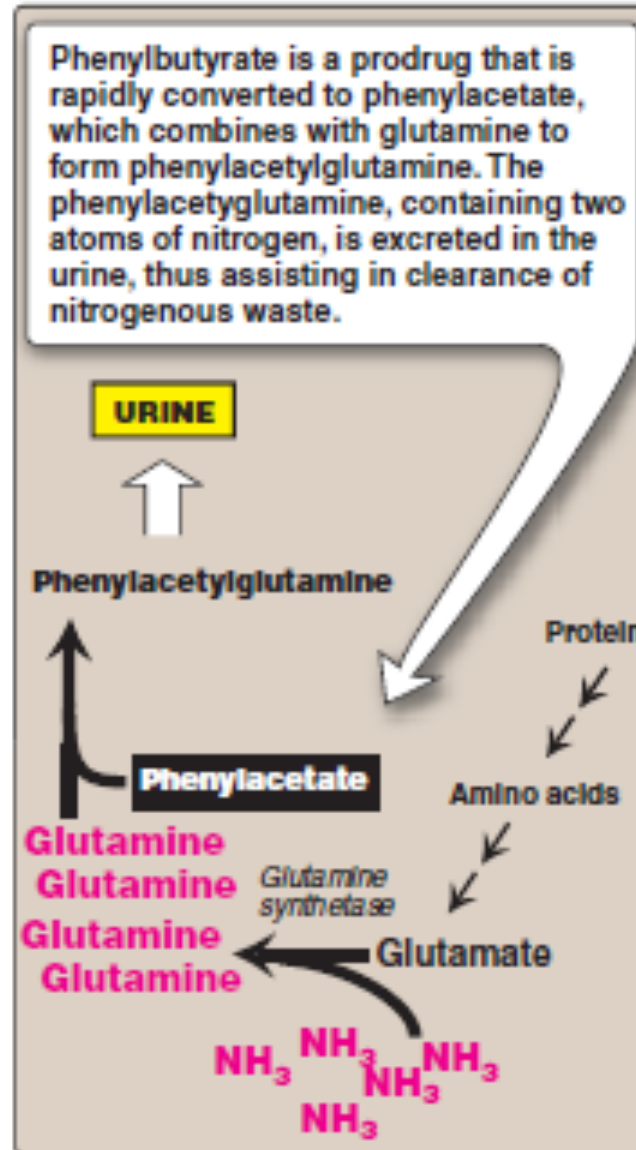 Phenylbutyrate is a prodrug that is
rapidly converted to phenylacetate,
which combines with glutamine to
form phenylacetylglutamine. The
phenylacetyglutamine, containing two
atoms of nitrogen, is excreted in the
urine, thus assisting in clearance of
nitrogenous waste.
URINE
Phenylacetylglutamine
Protein
Phenylacetate
Amino acids
Glutamine
Glutamine
Glutamine
synthetase
Glutamine
Glutamine
Glutamate
NH3
NH3
NH3
NH3
NH3